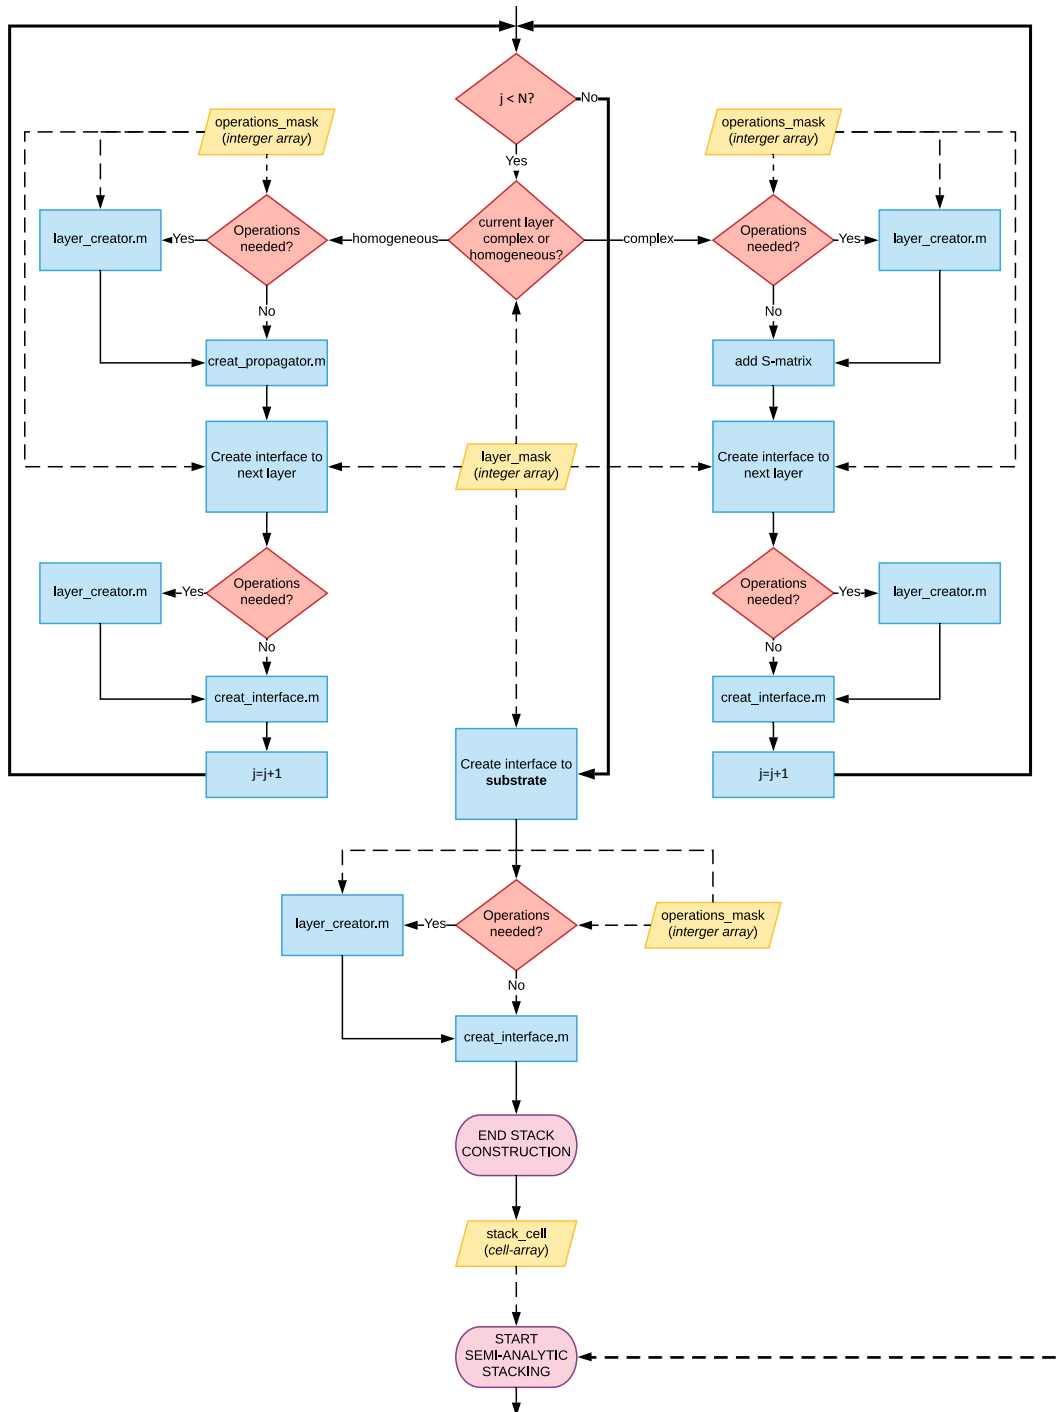 j < N?
No
Yes
operations_mask
(interger array)
operations_mask
(interger array)
layer_creator.m
Yes
Operations
needed?
homogeneous
current layer
complex or
homogeneous?
complex
Operations
needed?
Yes
layer_creator.m
No
No
creat_propagator.m
add S-matrix
Create interface to
next layer
layer_mask
(integer array)
Create interface to
next layer
layer_creator.m
Yes
Operations
needed?
Operations
needed?
Yes
layer_creator.m
No
No
creat_interface.m
creat_interface.m
j=j+1
Create interface to
substrate
j=j+1
layer_creator.m
Yes
Operations
needed?
operations_mask
(interger array)
No
creat_interface.m
END STACK
CONSTRUCTION
stack_cell
(cell-array)
START
SEMI-ANALYTIC
STACKING